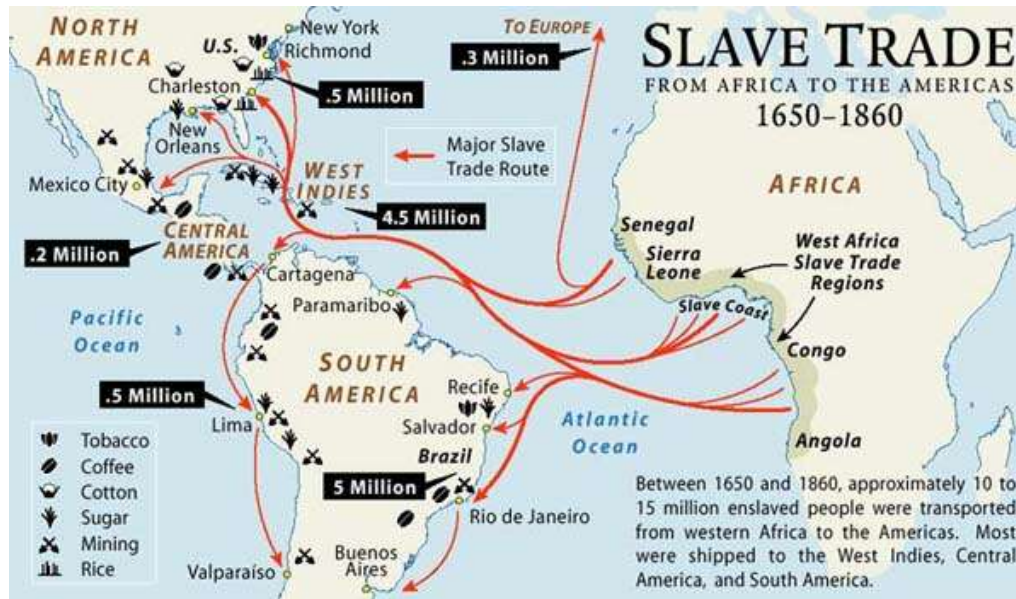 SLAVE TRADE
FROM AFRICA TO THE AMERICAS
1650–1860
NORTH
AMERICA
U.S.
New York
Richmond
TO EUROPE
.3 Million
Charleston
.5 Million
New
Orleans
Major Slave
Trade Route
Mexico City
WEST
INDIES
4.5 Million
AFRICA
Senegal
Sierra
Leone
West Africa
Slave Trade
Regions
Slave Coast
CENTRAL
AMERICA
.2 Million
Cartagena
Paramaribo
Pacific
Ocean
Congo
SOUTH
AMERICA
.5 Million
Lima
Recife
Salvador
Atlantic
Ocean
Angola
Brazil
5 Million
Rio de Janeiro
Tobacco
Coffee
Cotton
Sugar
Mining
Rice
Valparaíso
Buenos
Aires
Between 1650 and 1860, approximately 10 to
15 million enslaved people were transported
from western Africa to the Americas. Most
were shipped to the West Indies, Central
America, and South America.